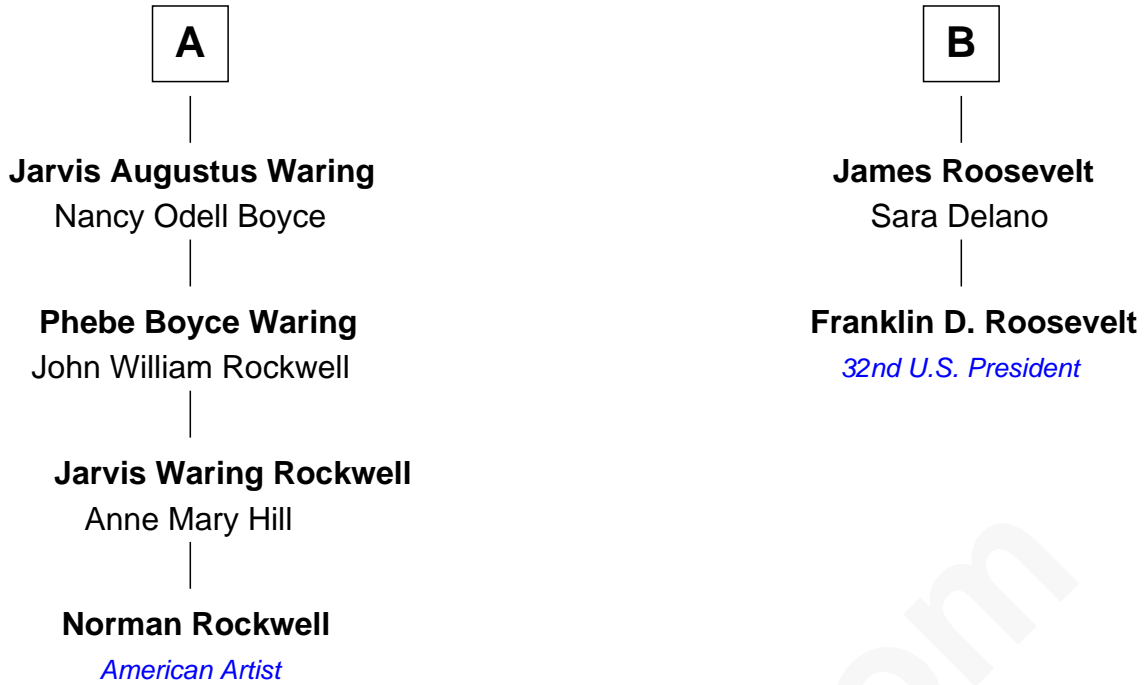 A
Jarvis Augustus Waring
Nancy Odell Boyce
Phebe Boyce Waring
John William Rockwell
Jarvis Waring Rockwell
Anne Mary Hill
Norman Rockwell
American Artist
B
James Roosevelt
Sara Delano
Franklin D. Roosevelt
32nd U.S. President
om